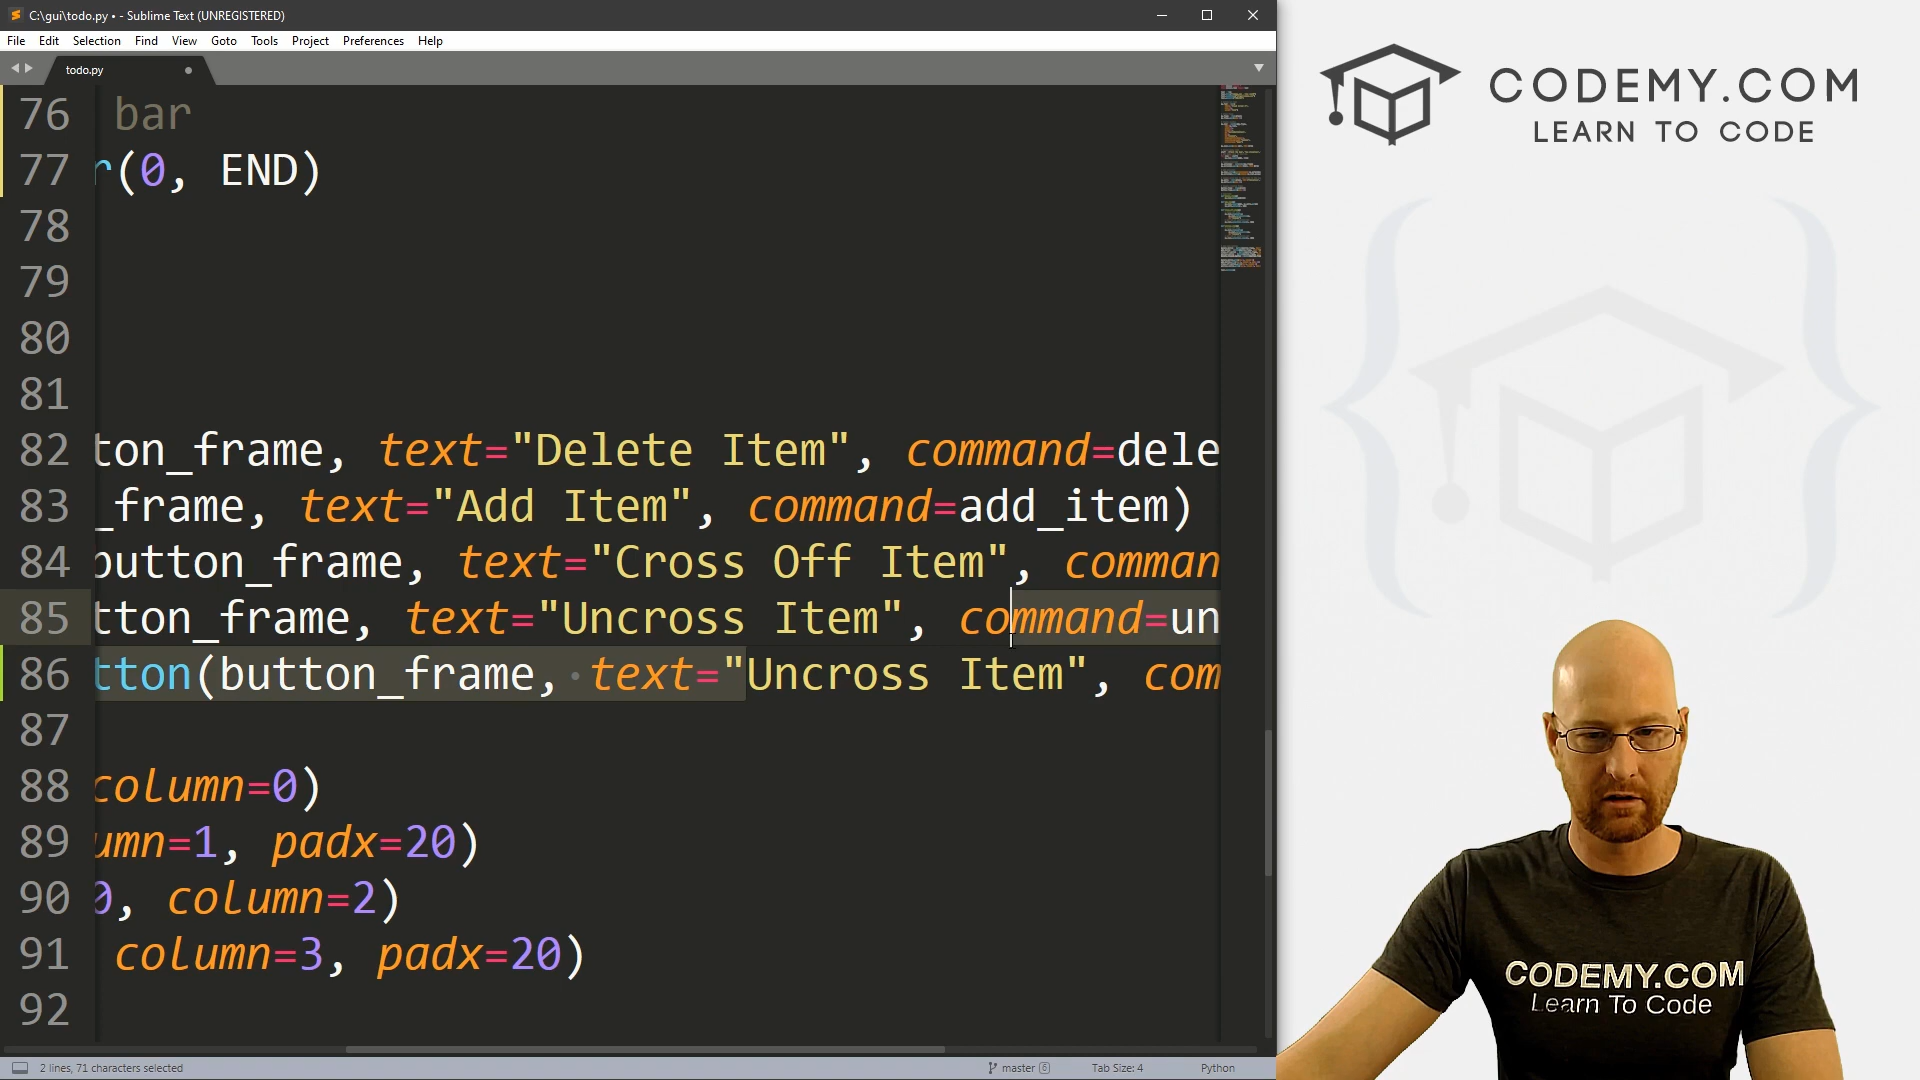 C:\gui\todo.py • - Sublime Text (UNREGISTERED)
File Edit Selection Find View Goto Tools Project Preferences Help
todo.py
76 bar
77 r(0, END)
78
79
80
81
82 ton_frame, text="Delete Item", command=dele
83 _frame, text="Add Item", command=add_item)
84 button_frame, text="Cross Off Item", comman
85 tton_frame, text="Uncross Item", command=un
86 tton(button_frame, text="Uncross Item", com
87
88 column=0)
89 umn=1, padx=20)
90 0, column=2)
91 column=3, padx=20)
92
2 lines, 71 characters selected
master 6 Tab Size: 4 Python
CODEMY.COM
LEARN TO CODE
CODEMY.COM
Learn To Code